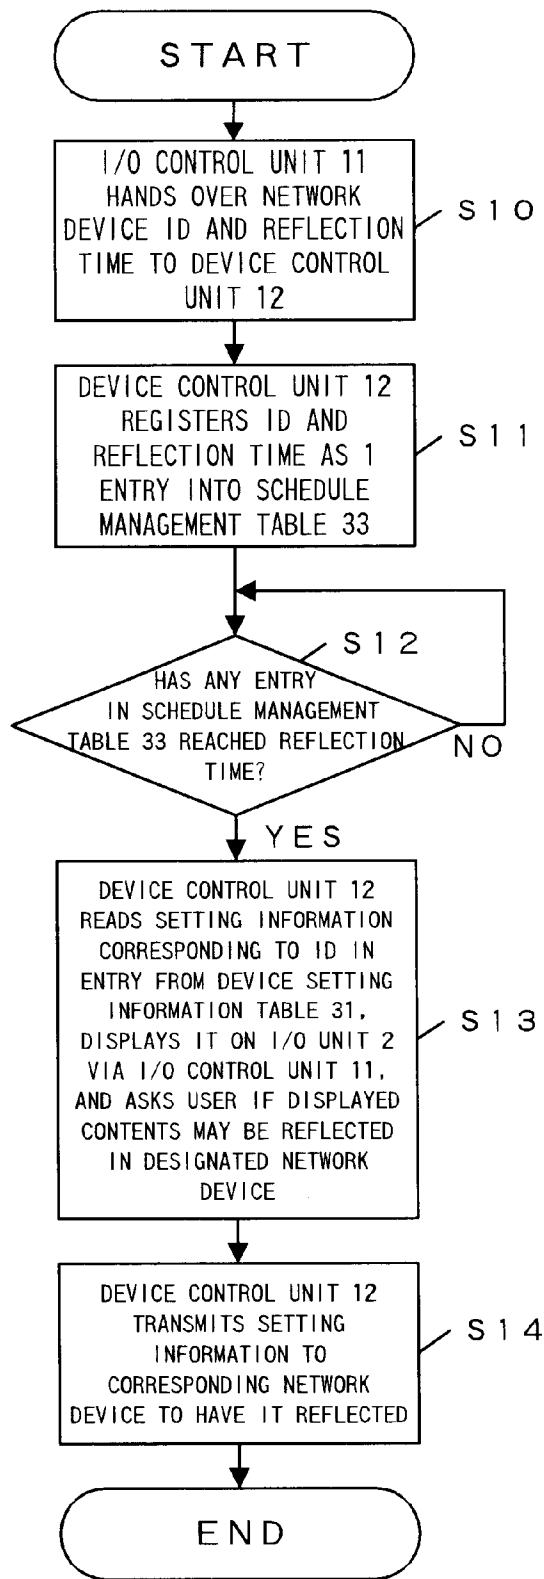 START
I/O CONTROL UNIT 11
HANDS OVER NETWORK
DEVICE ID AND REFLECTION
TIME TO DEVICE CONTROL
UNIT 12
S10
DEVICE CONTROL UNIT 12
REGISTERS ID AND
REFLECTION TIME AS 1
ENTRY INTO SCHEDULE
MANAGEMENT TABLE 33
S11
S12
HAS ANY ENTRY
IN SCHEDULE MANAGEMENT
TABLE 33 REACHED REFLECTION
TIME?
NO
YES
DEVICE CONTROL UNIT 12
READS SETTING INFORMATION
CORRESPONDING TO ID IN
ENTRY FROM DEVICE SETTING
INFORMATION TABLE 31,
DISPLAYS IT ON I/O UNIT 2
VIA I/O CONTROL UNIT 11,
AND ASKS USER IF DISPLAYED
CONTENTS MAY BE REFLECTED
IN DESIGNATED NETWORK
DEVICE
S13
DEVICE CONTROL UNIT 12
TRANSMITS SETTING
INFORMATION TO
CORRESPONDING NETWORK
DEVICE TO HAVE IT REFLECTED
S14
END